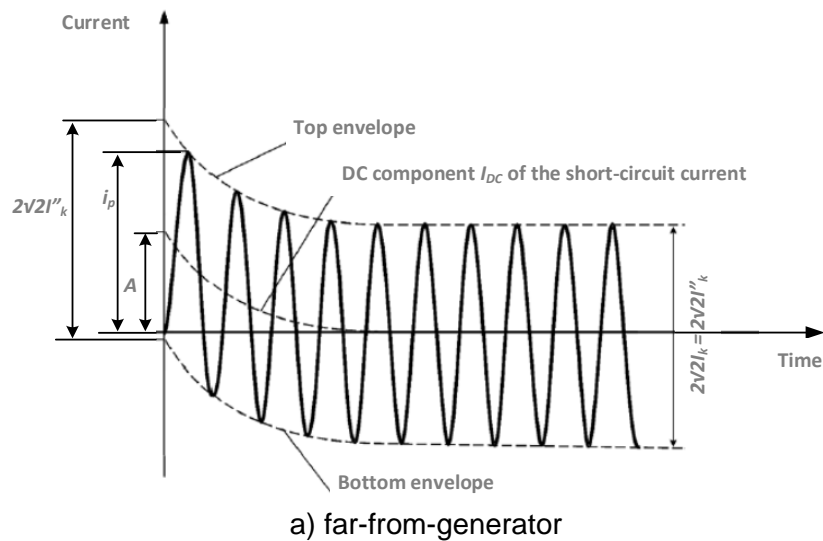 Current
Top envelope
DC component I_DC of the short-circuit current
2√2I″k
ip
A
2√2Ik = 2√2I″k
Time
Bottom envelope
a) far-from-generator